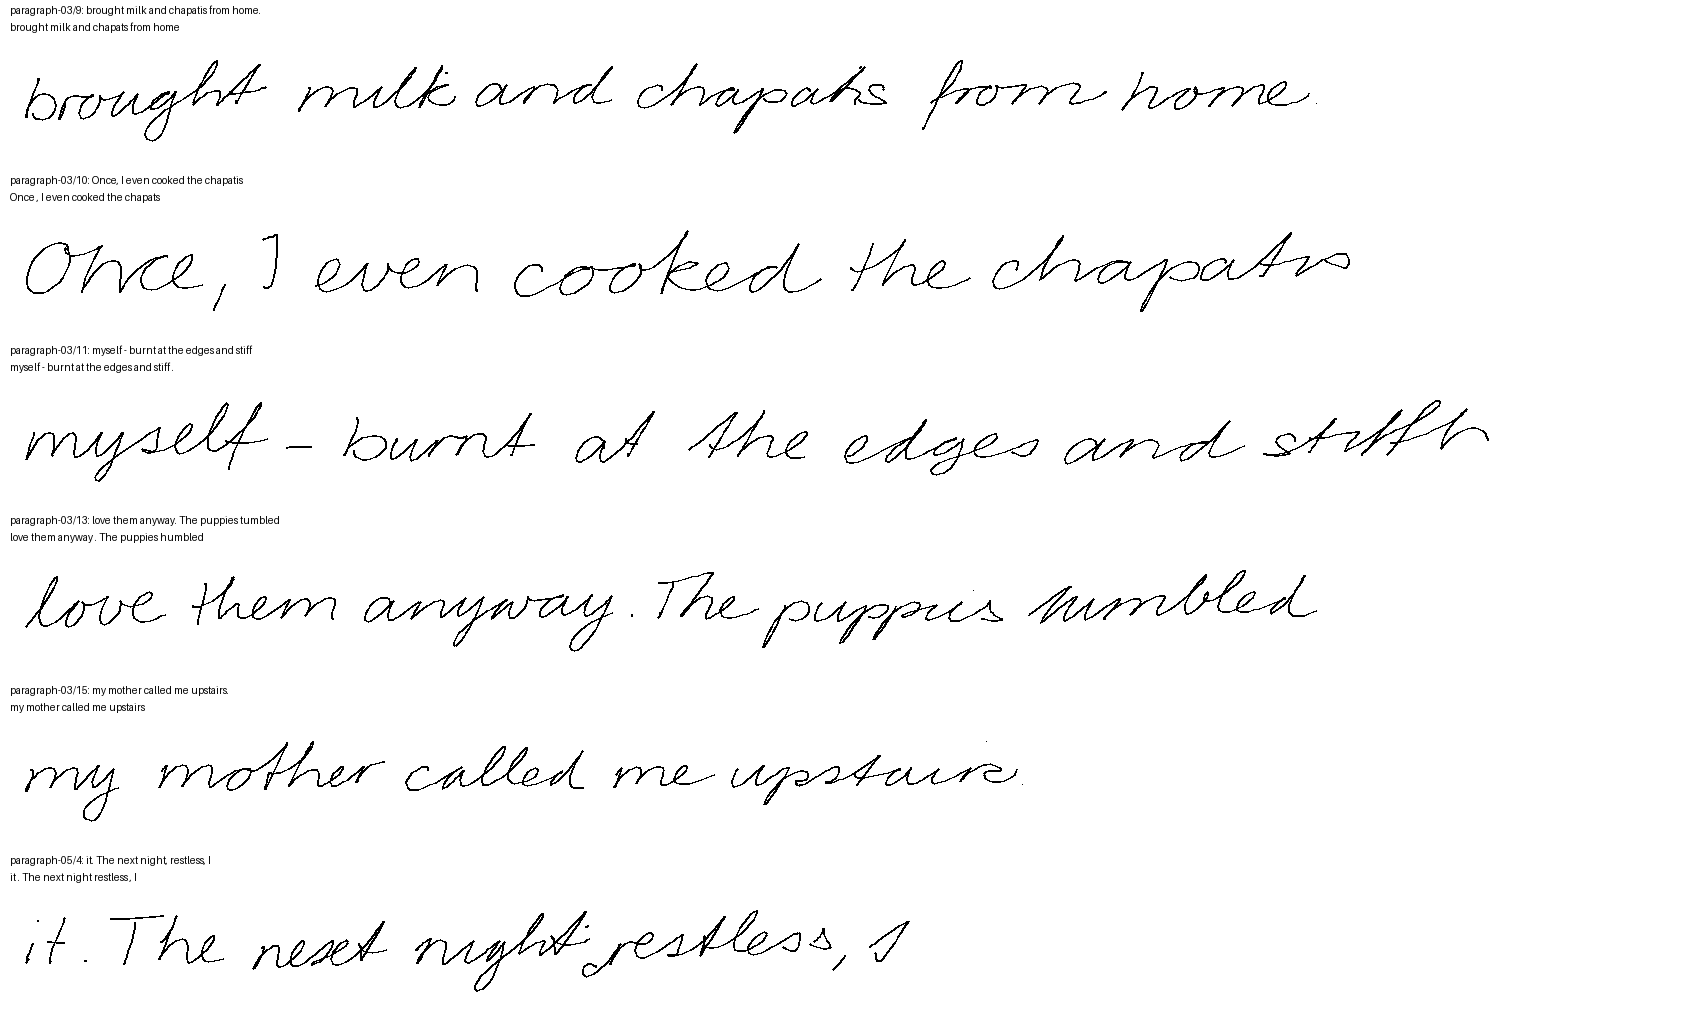 paragraph-03/9: brought milk and chapatis from home.
brought milk and chapats from home
brought milk and chapatis from home.
paragraph-03/10: Once, I even cooked the chapatis
Once , I even cooked the chapats
Once, I even cooked the chapatis
paragraph-03/11: myself - burnt at the edges and stiff
myself - burnt at the edges and stiff .
myself - burnt at the edges and stiff
paragraph-03/13: love them anyway. The puppies tumbled
love them anyway . The puppies humbled
love them anyway. The puppies tumbled
paragraph-03/15: my mother called me upstairs.
my mother called me upstairs
my mother called me upstairs.
paragraph-05/4: it. The next night, restless, I
it . The next night restless , I
it. The next night, restless, I